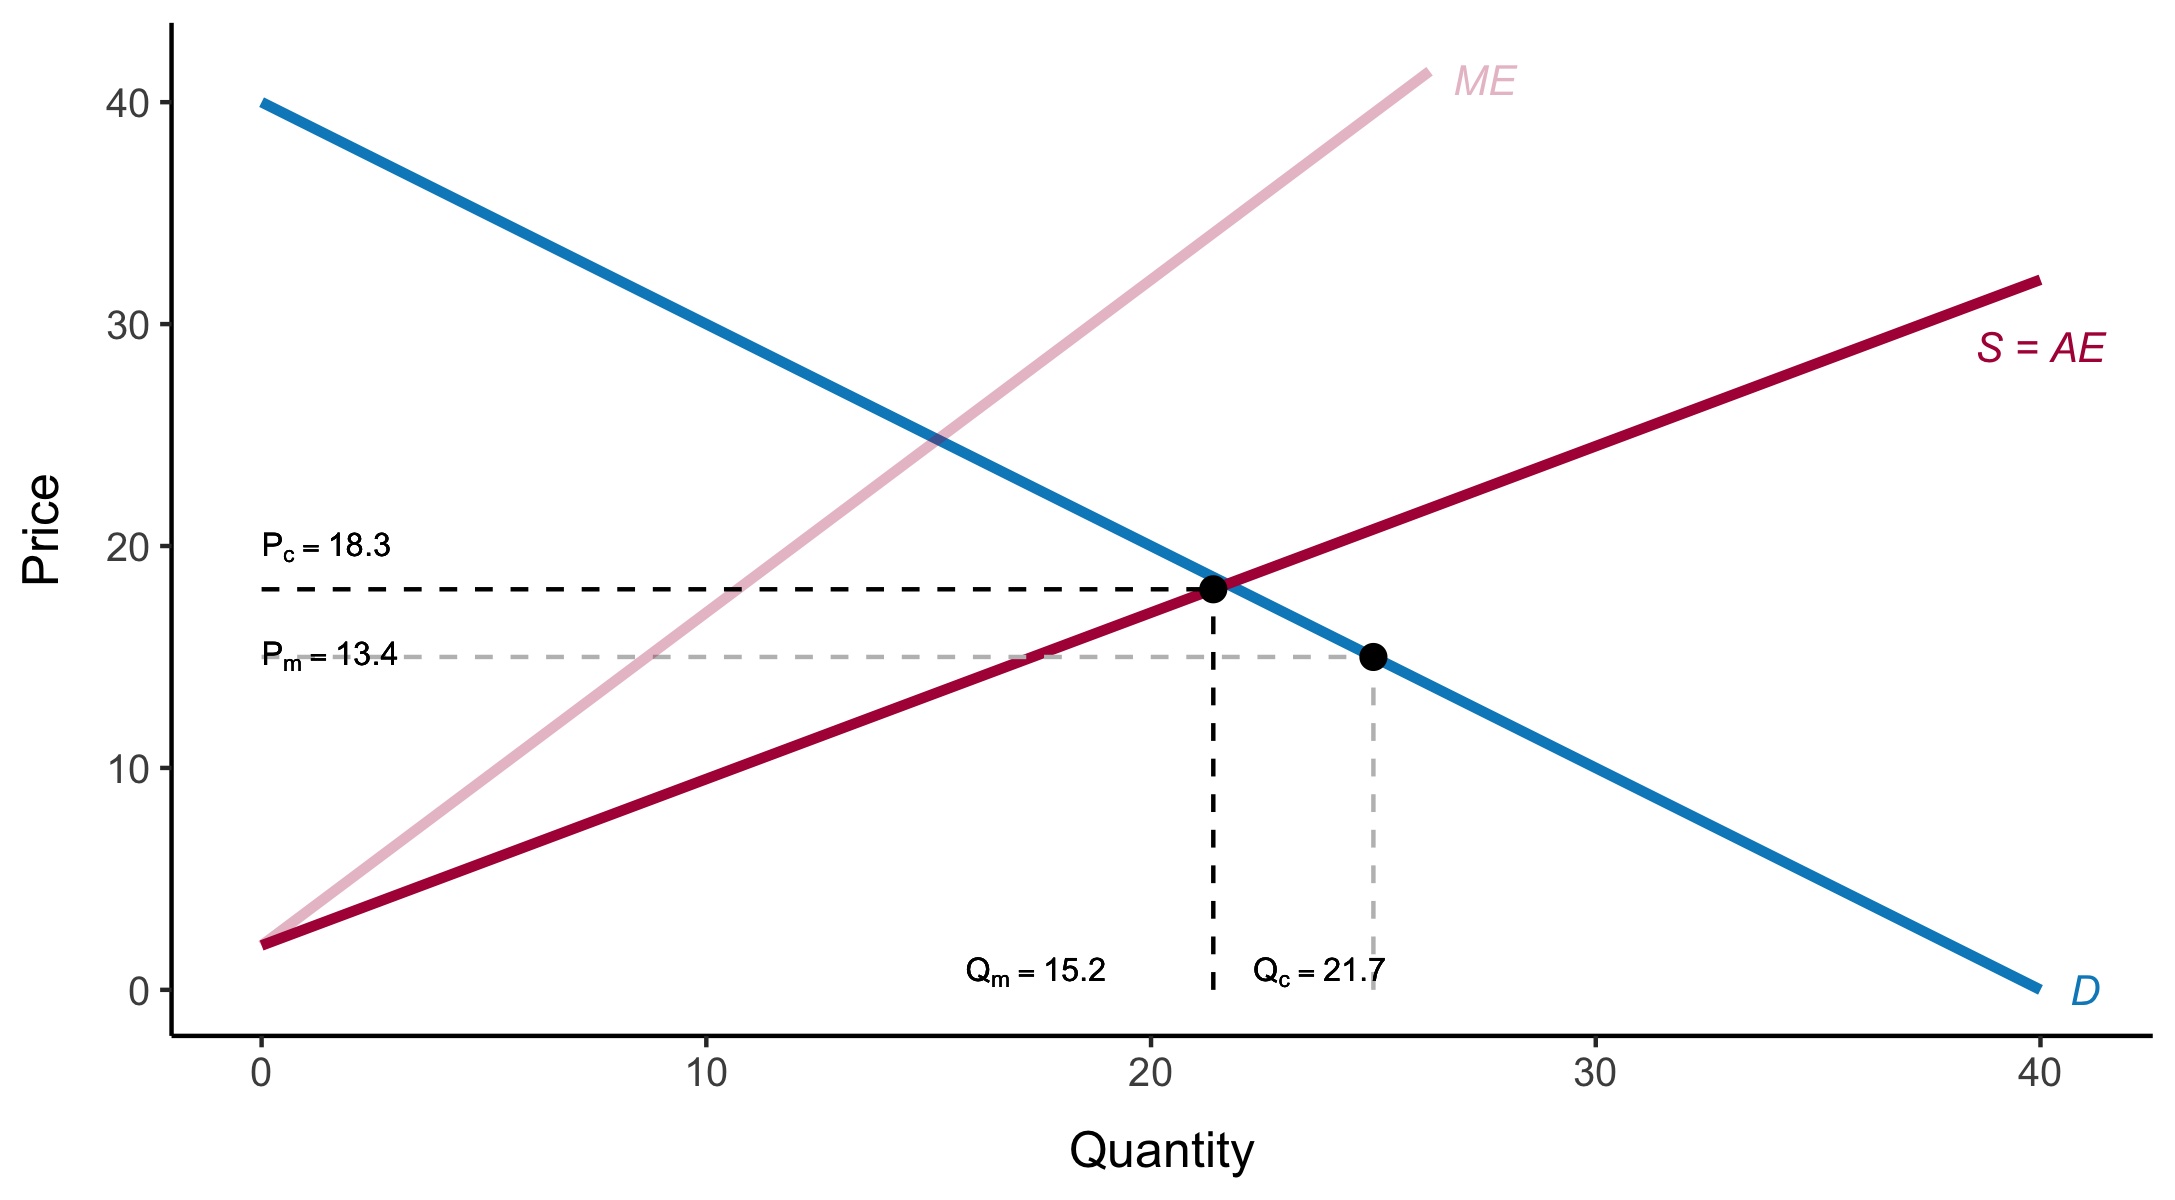 ME
40
30
S = AE
Price
20
Pc = 18.3
Pm = 13.4
10
Qm = 15.2
Qc = 21.7
0
D
0
10
20
30
40
Quantity